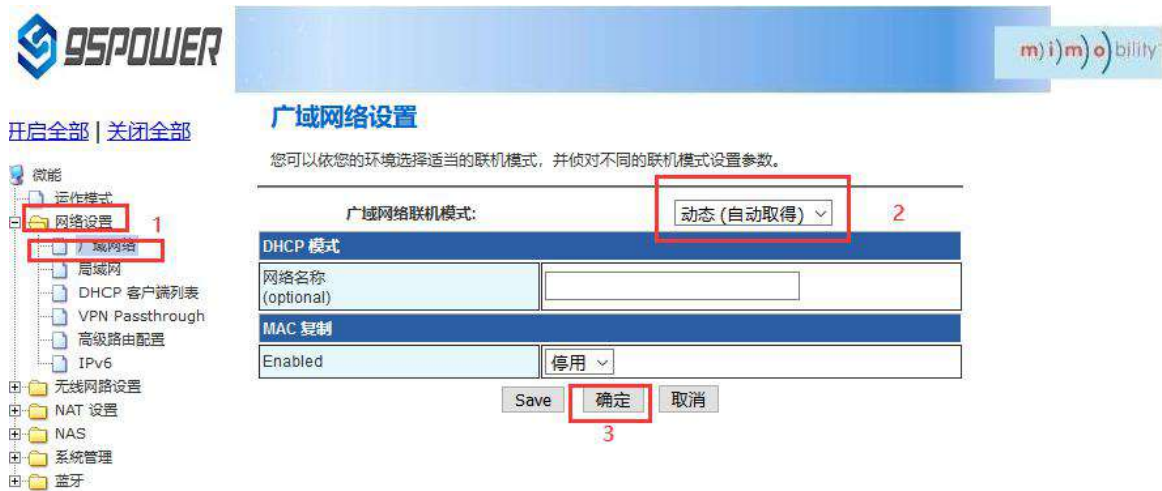 95POWER
m)i)m)o)bility
开启全部 | 关闭全部
广域网络设置
您可以依您的环境选择适当的联机模式，并侦对不同的联机模式设置参数。
微能
运作模式
网络设置 1
广域网络
局域网
DHCP 客户端列表
VPN Passthrough
高级路由配置
IPv6
无线网路设置
NAT 设置
NAS
系统管理
蓝牙
广域网络联机模式: 动态 (自动取得) 2
DHCP 模式
网络名称
(optional)
MAC 复制
Enabled 停用
Save 确定 取消
3